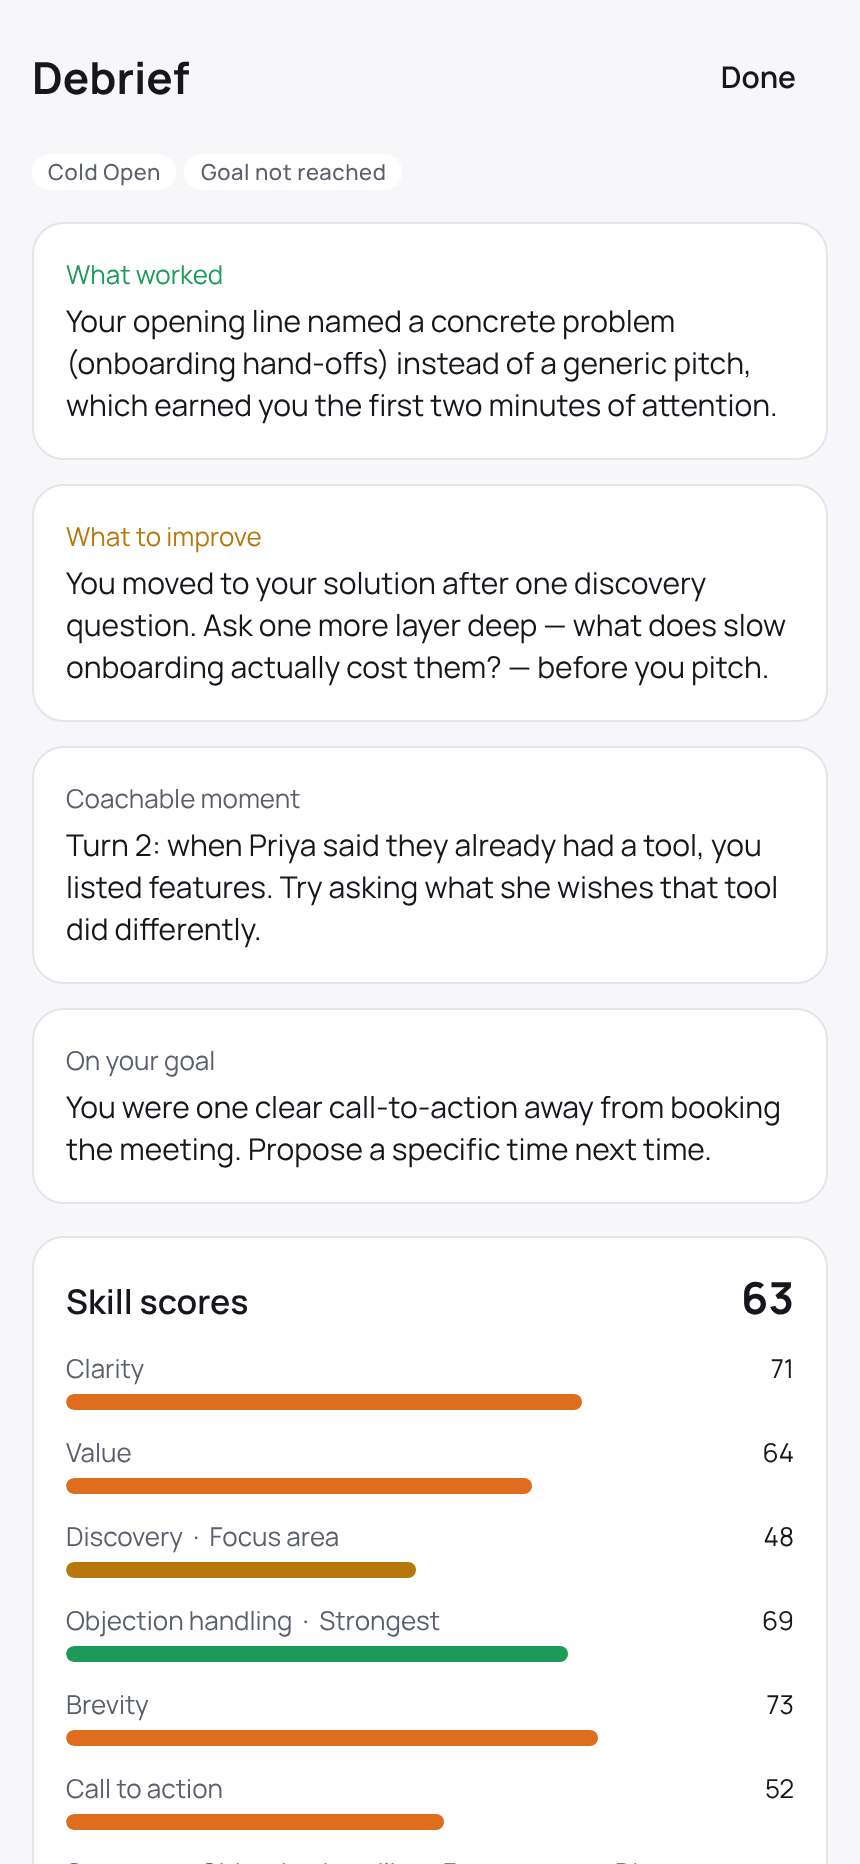 Debrief
Done
Cold Open
Goal not reached
What worked
Your opening line named a concrete problem
(onboarding hand-offs) instead of a generic pitch,
which earned you the first two minutes of attention.
What to improve
You moved to your solution after one discovery
question. Ask one more layer deep — what does slow
onboarding actually cost them? — before you pitch.
Coachable moment
Turn 2: when Priya said they already had a tool, you
listed features. Try asking what she wishes that tool
did differently.
On your goal
You were one clear call-to-action away from booking
the meeting. Propose a specific time next time.
Skill scores
63
Clarity
71
Value
64
Discovery · Focus area
48
Objection handling · Strongest
69
Brevity
73
Call to action
52